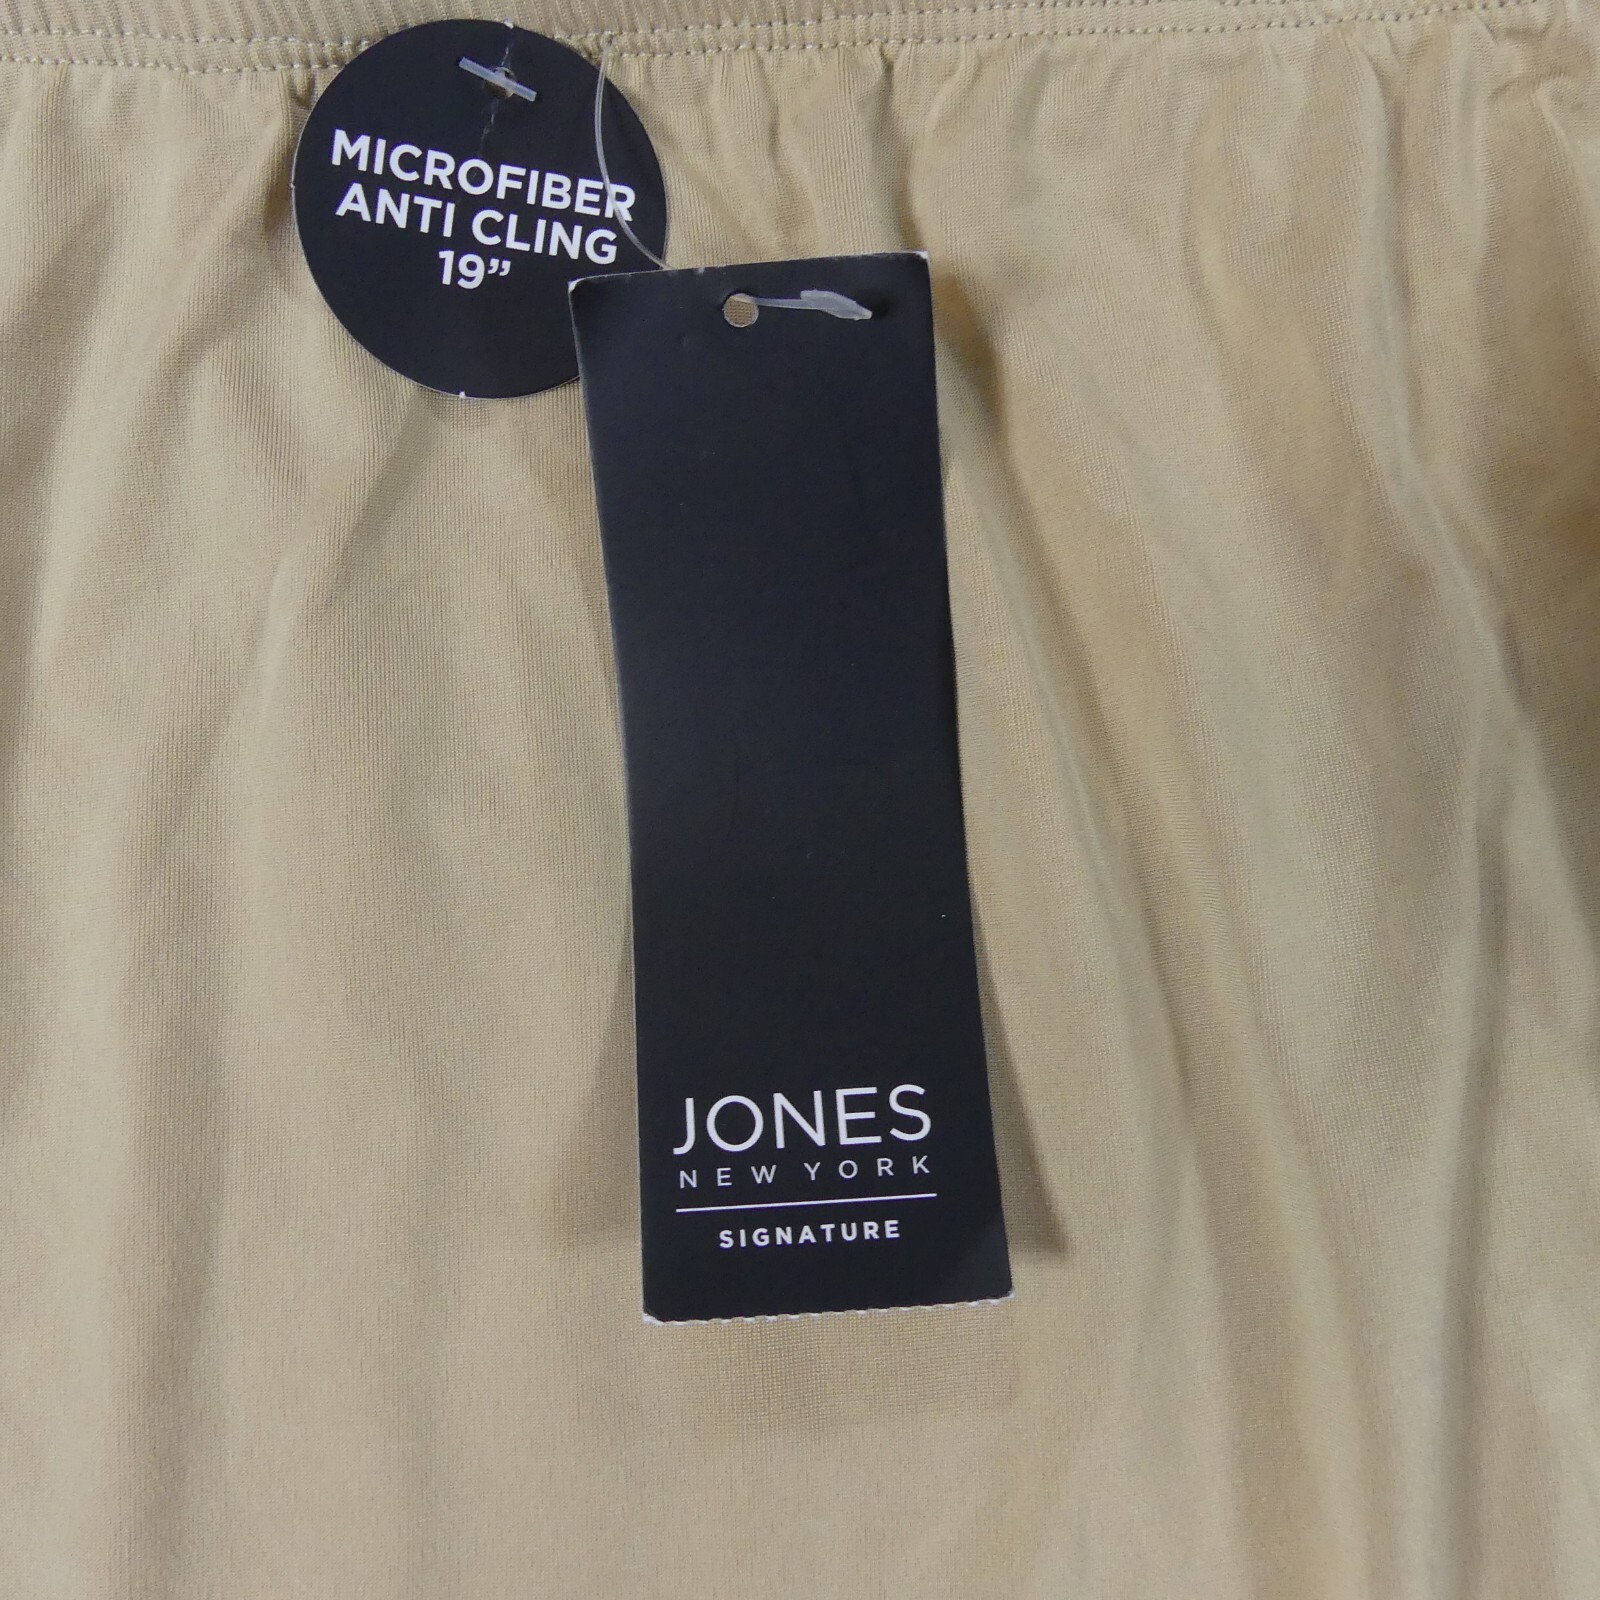 MICROFIBER
ANTI CLING
19”
JONES
NEW YORK
SIGNATURE